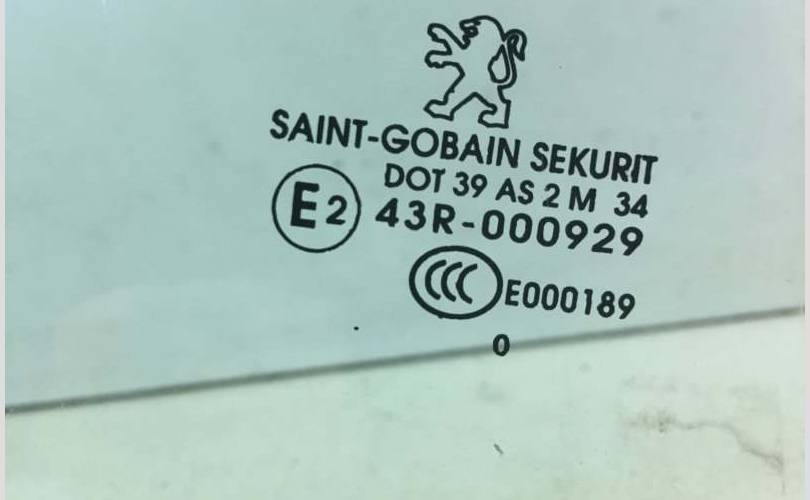 SAINT-GOBAIN SEKURIT
DOT 39 AS 2 M 34
E2 43R-000929
CCC E000189
0